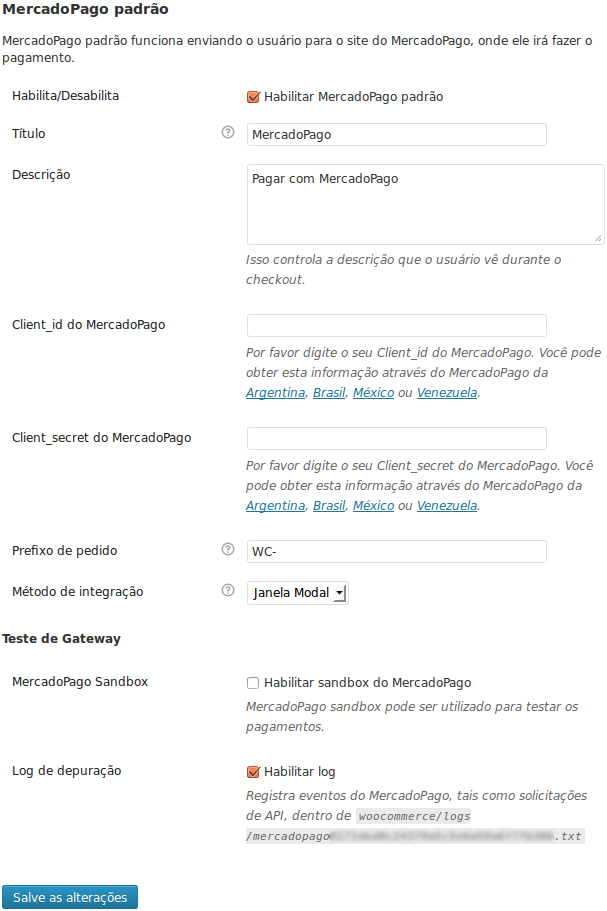 MercadoPago padrão
MercadoPago padrão funciona enviando o usuário para o site do MercadoPago, onde ele irá fazer o
pagamento.
Habilita/Desabilita
Habilitar MercadoPago padrão
Título
?
MercadoPago
Descrição
Pagar com MercadoPago
Isso controla a descrição que o usuário vê durante o
checkout.
Client_id do MercadoPago
Por favor digite o seu Client_id do MercadoPago. Você pode
obter esta informação através do MercadoPago da
Argentina, Brasil, México ou Venezuela.
Client_secret do MercadoPago
Por favor digite o seu Client_secret do MercadoPago. Você
pode obter esta informação através do MercadoPago da
Argentina, Brasil, México ou Venezuela.
Prefixo de pedido
?
WC-
Método de integração
?
Janela Modal
Teste de Gateway
MercadoPago Sandbox
Habilitar sandbox do MercadoPago
MercadoPago sandbox pode ser utilizado para testar os
pagamentos.
Log de depuração
Habilitar log
Registra eventos do MercadoPago, tais como solicitações
de API, dentro de woocommerce/logs
/mercadopago .txt
Salve as alterações